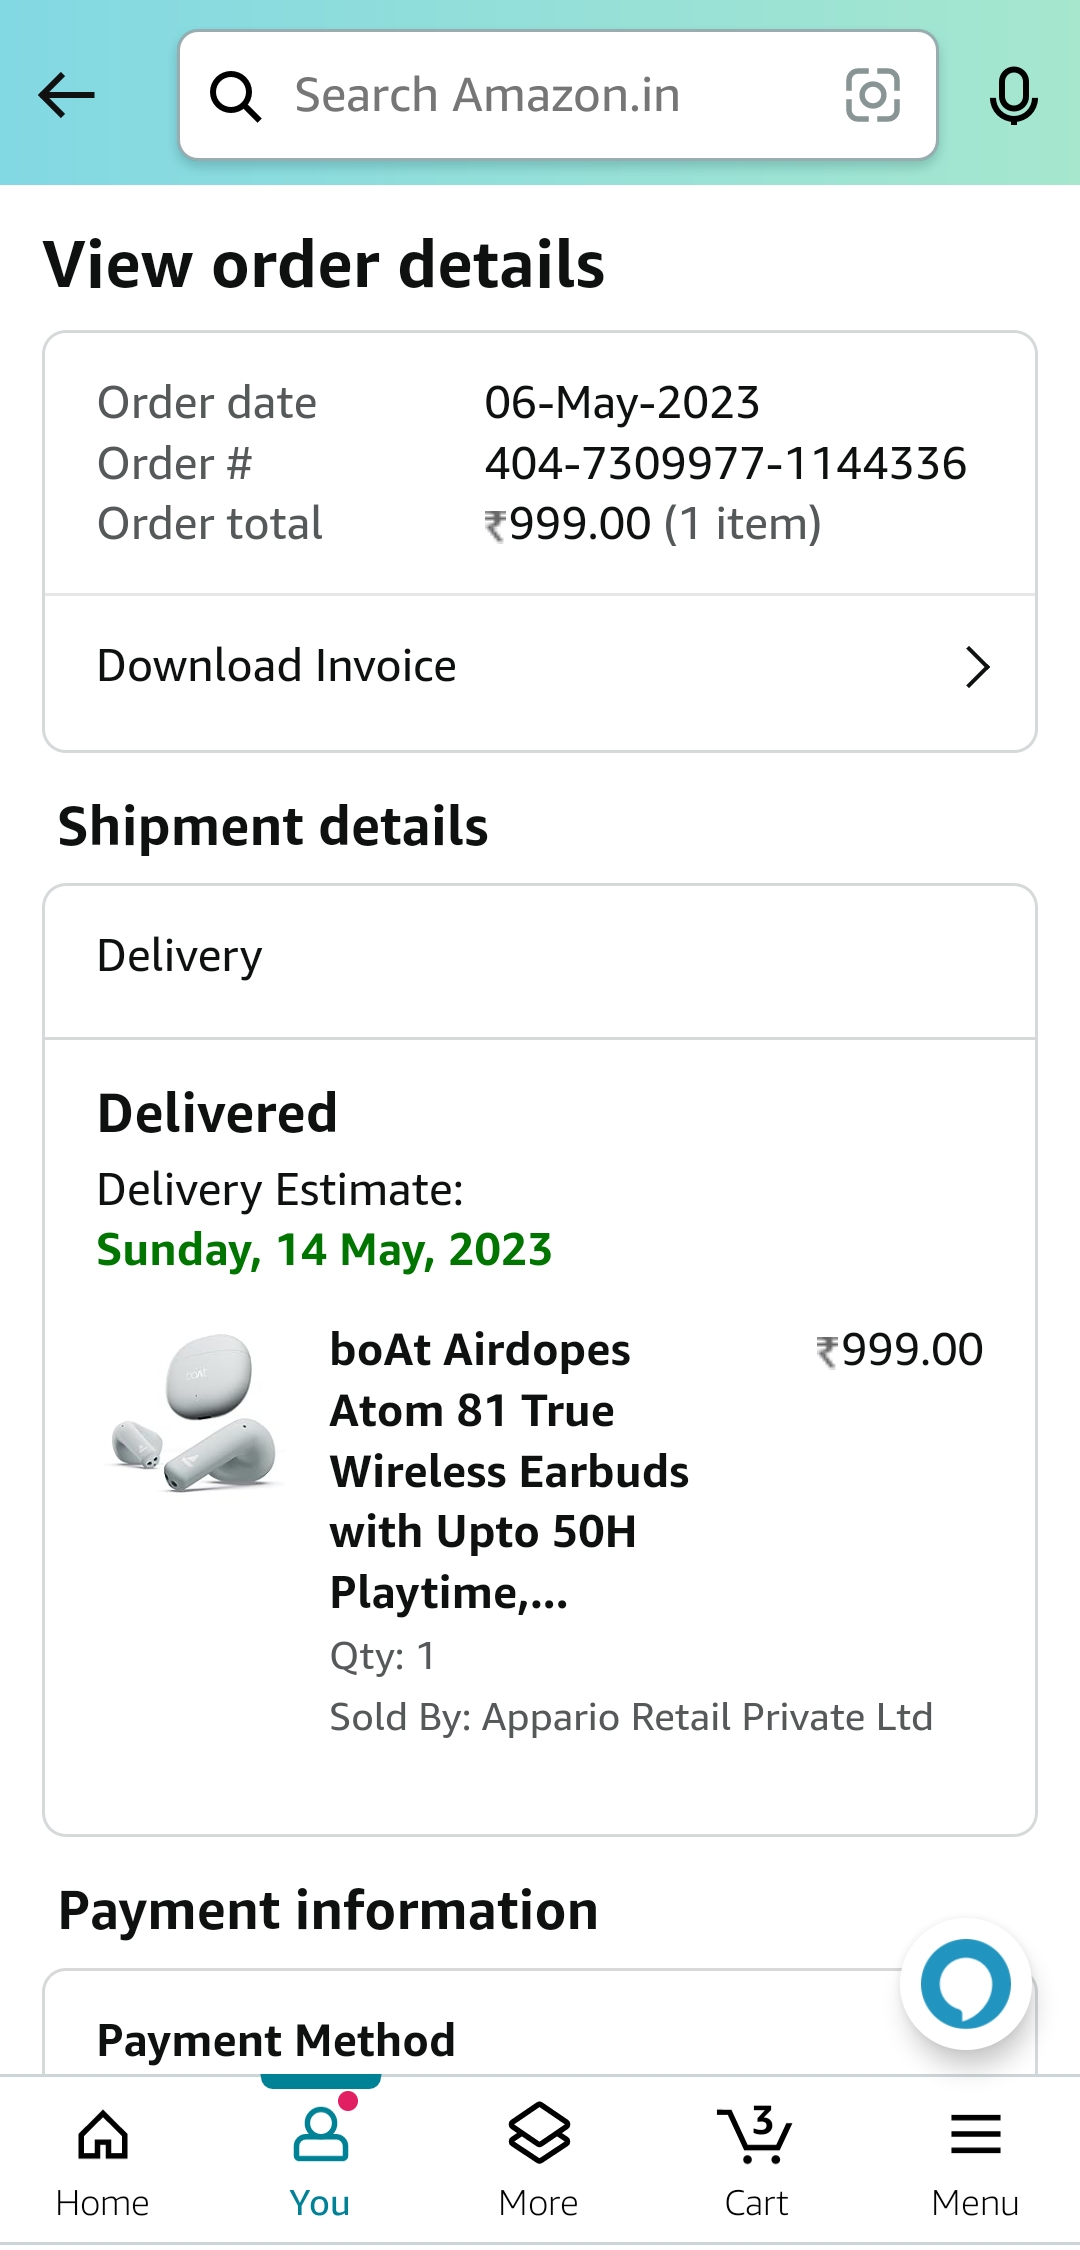 Search Amazon.in
View order details
Order date 06-May-2023
Order # 404-7309977-1144336
Order total ₹999.00 (1 item)
Download Invoice
Shipment details
Delivery
Delivered
Delivery Estimate:
Sunday, 14 May, 2023
boAt Airdopes ₹999.00
Atom 81 True
Wireless Earbuds
with Upto 50H
Playtime,...
Qty: 1
Sold By: Appario Retail Private Ltd
Payment information
Payment Method
3
Home You More Cart Menu